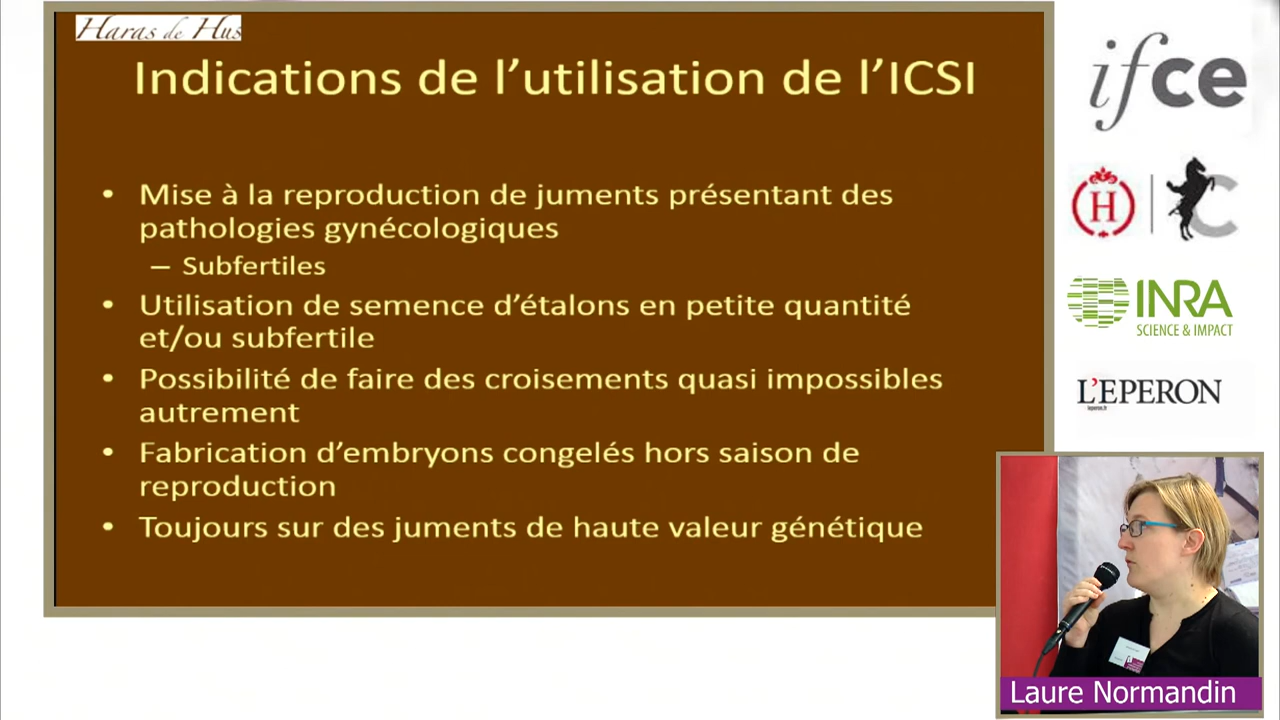 Haras de Hus
Indications de l'utilisation de l'ICSI
• Mise à la reproduction de juments présentant des
pathologies gynécologiques
– Subfertiles
• Utilisation de semence d'étalons en petite quantité
et/ou subfertile
• Possibilité de faire des croisements quasi impossibles
autrement
• Fabrication d'embryons congelés hors saison de
reproduction
• Toujours sur des juments de haute valeur génétique
ifce
H C
INRA
SCIENCE & IMPACT
L'EPERON
leperon.fr
Laure Normandin